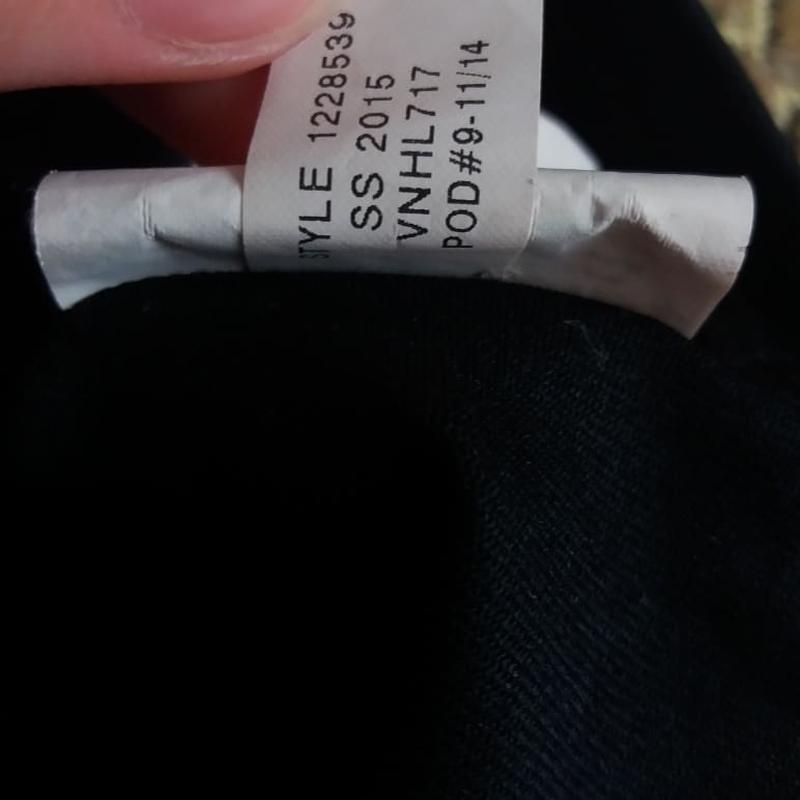 STYLE 1228539
SS 2015
VNHL717
POD#9-11/14